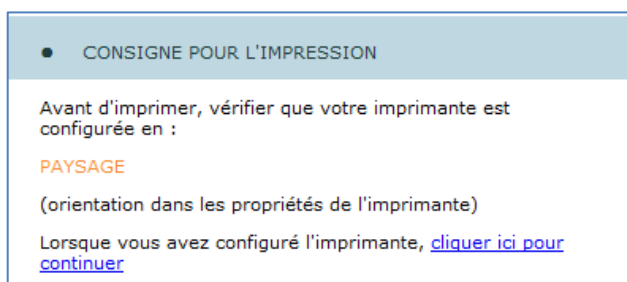 • CONSIGNE POUR L'IMPRESSION
Avant d'imprimer, vérifier que votre imprimante est
configurée en :
PAYSAGE
(orientation dans les propriétés de l'imprimante)
Lorsque vous avez configuré l'imprimante, cliquer ici pour
continuer